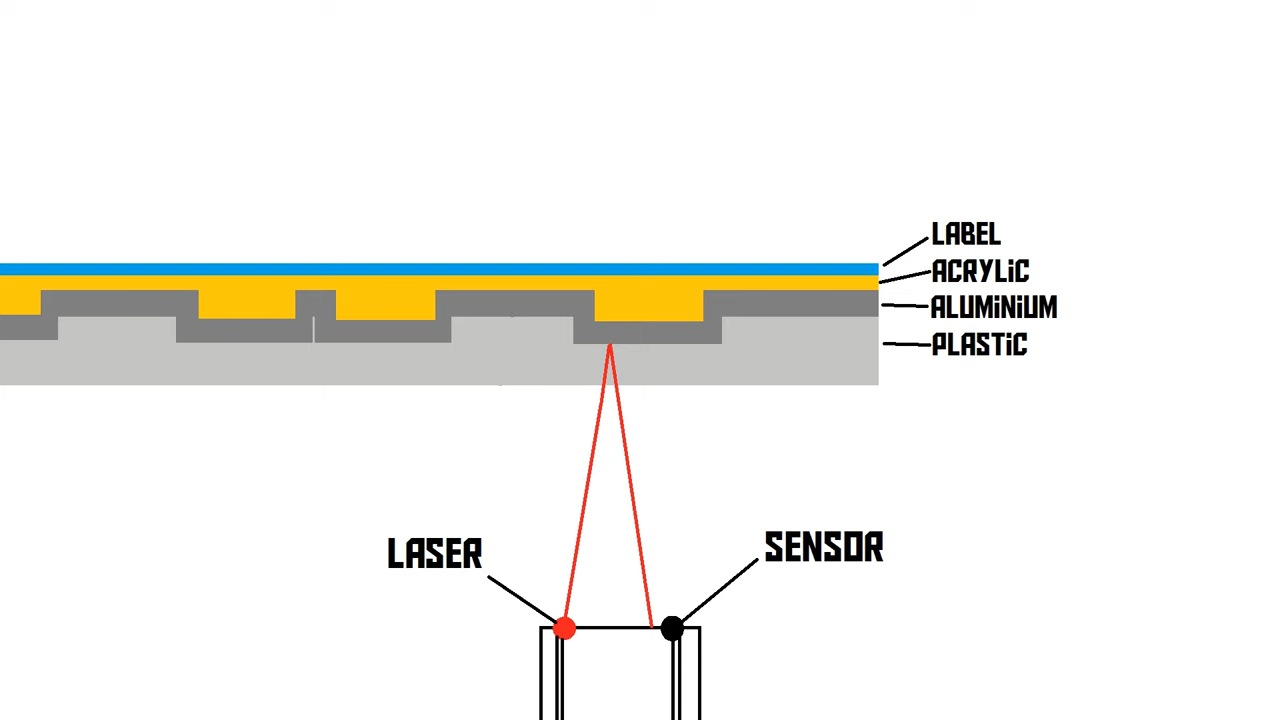 LABEL
ACRYLiC
ALUMiNiUM
PLASTiC
LASER
SENSOR